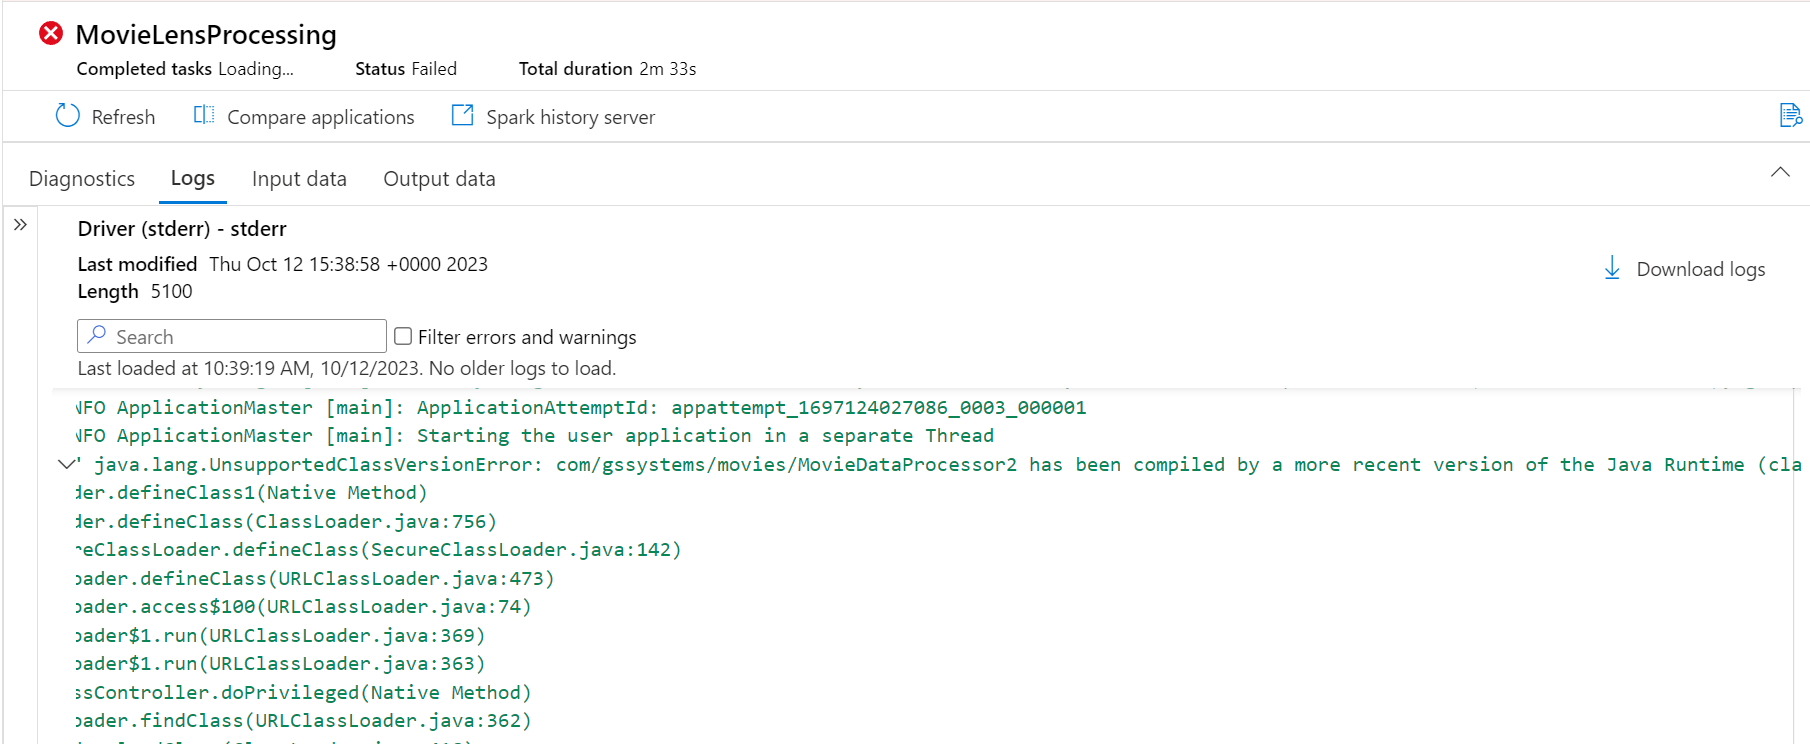 MovieLensProcessing
Completed tasks Loading... Status Failed Total duration 2m 33s
Refresh Compare applications Spark history server
Diagnostics Logs Input data Output data
Driver (stderr) - stderr
Last modified Thu Oct 12 15:38:58 +0000 2023
Download logs
Length 5100
Search Filter errors and warnings
Last loaded at 10:39:19 AM, 10/12/2023. No older logs to load.
NFO ApplicationMaster [main]: ApplicationAttemptId: appattempt_1697124027086_0003_000001
NFO ApplicationMaster [main]: Starting the user application in a separate Thread
' java.lang.UnsupportedClassVersionError: com/gssystems/movies/MovieDataProcessor2 has been compiled by a more recent version of the Java Runtime (cla
der.defineClass1(Native Method)
der.defineClass(ClassLoader.java:756)
reClassLoader.defineClass(SecureClassLoader.java:142)
oader.defineClass(URLClassLoader.java:473)
oader.access$100(URLClassLoader.java:74)
oader$1.run(URLClassLoader.java:369)
oader$1.run(URLClassLoader.java:363)
ssController.doPrivileged(Native Method)
oader.findClass(URLClassLoader.java:362)